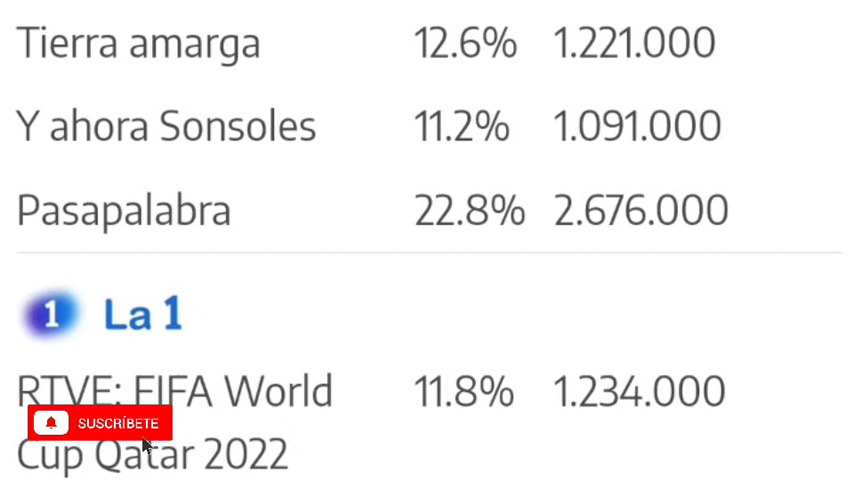 Tierra amarga 12.6% 1.221.000
Y ahora Sonsoles 11.2% 1.091.000
Pasapalabra 22.8% 2.676.000
1 La 1
RTVE: FIFA World 11.8% 1.234.000
SUSCRÍBETE
Cup Qatar 2022